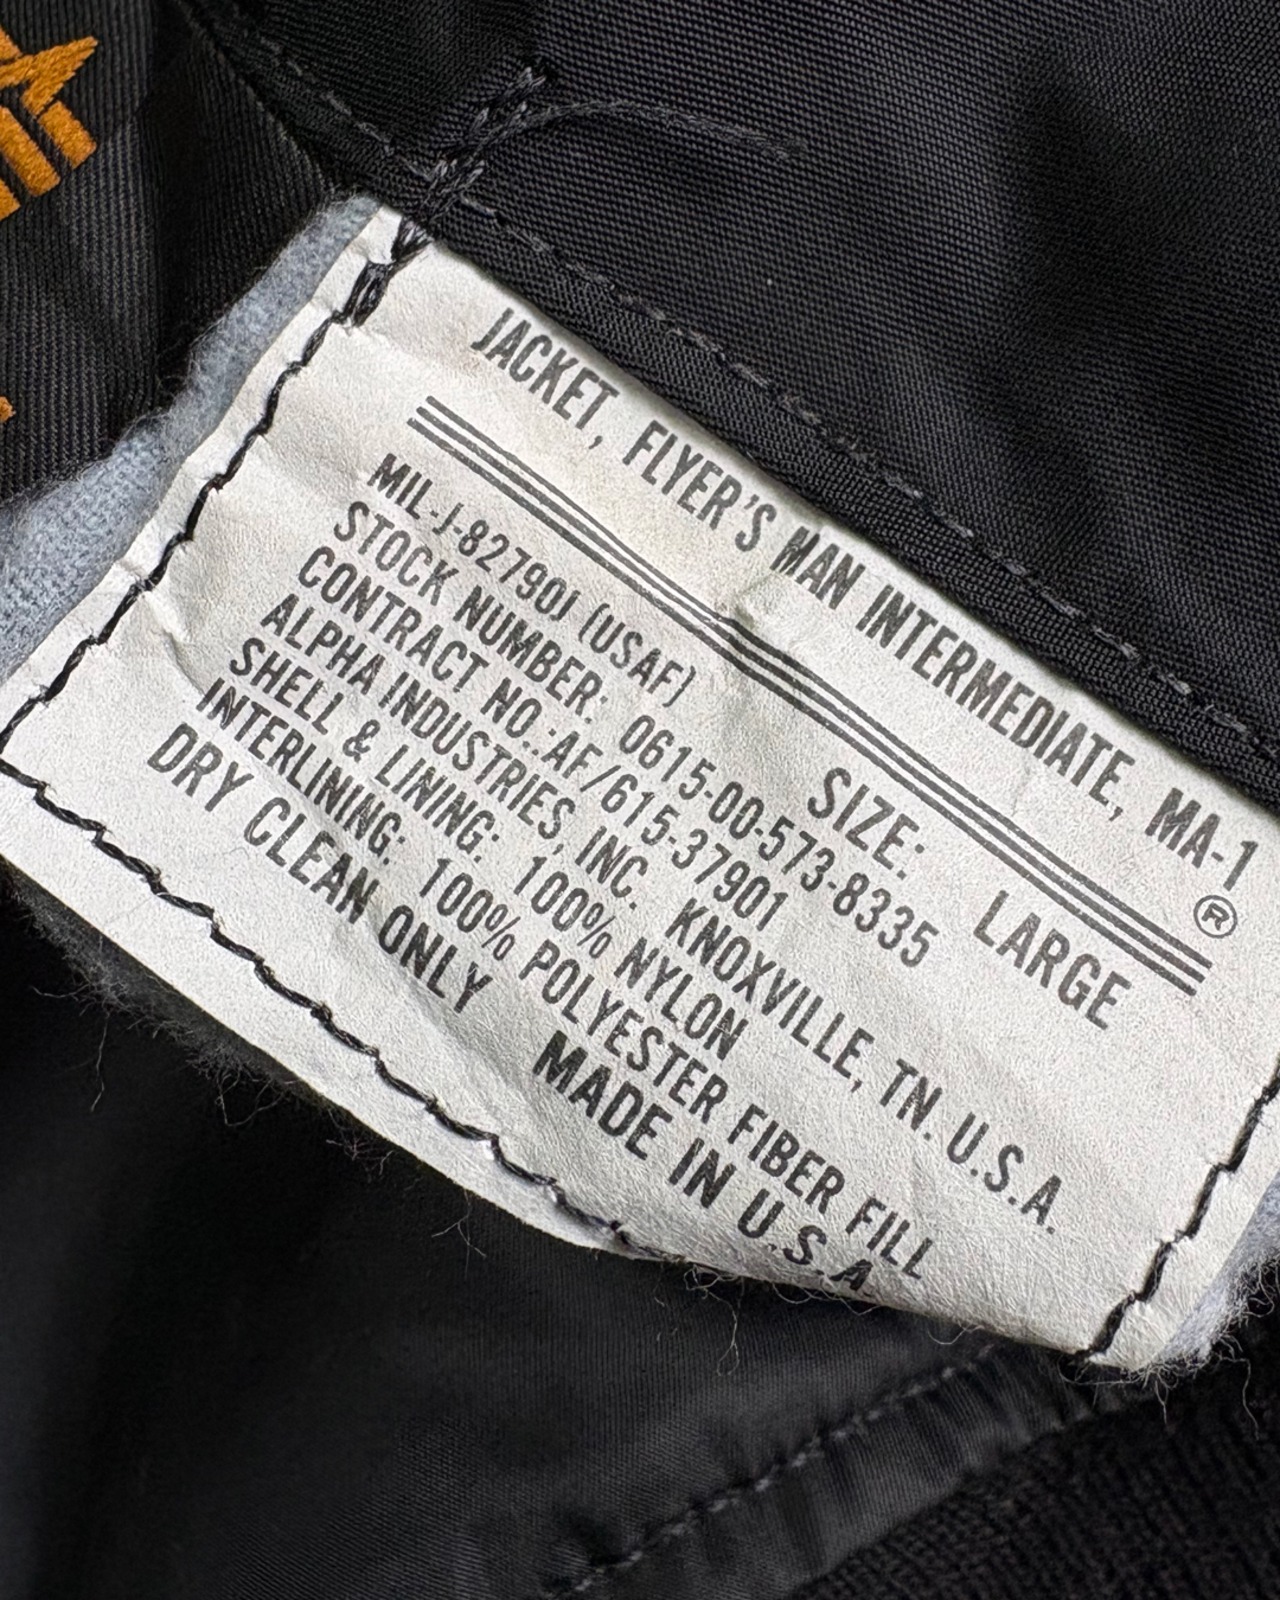 JACKET, FLYER'S MAN INTERMEDIATE, MA-1
®
SIZE: LARGE
MIL-J-82790J (USAF)
STOCK NUMBER: 0615-00-573-8335
CONTRACT NO.:AF/615-37901
ALPHA INDUSTRIES, INC. KNOXVILLE, TN. U.S.A.
SHELL & LINING: 100% NYLON
INTERLINING: 100% POLYESTER FIBER FILL
DRY CLEAN ONLY
MADE IN U.S.A